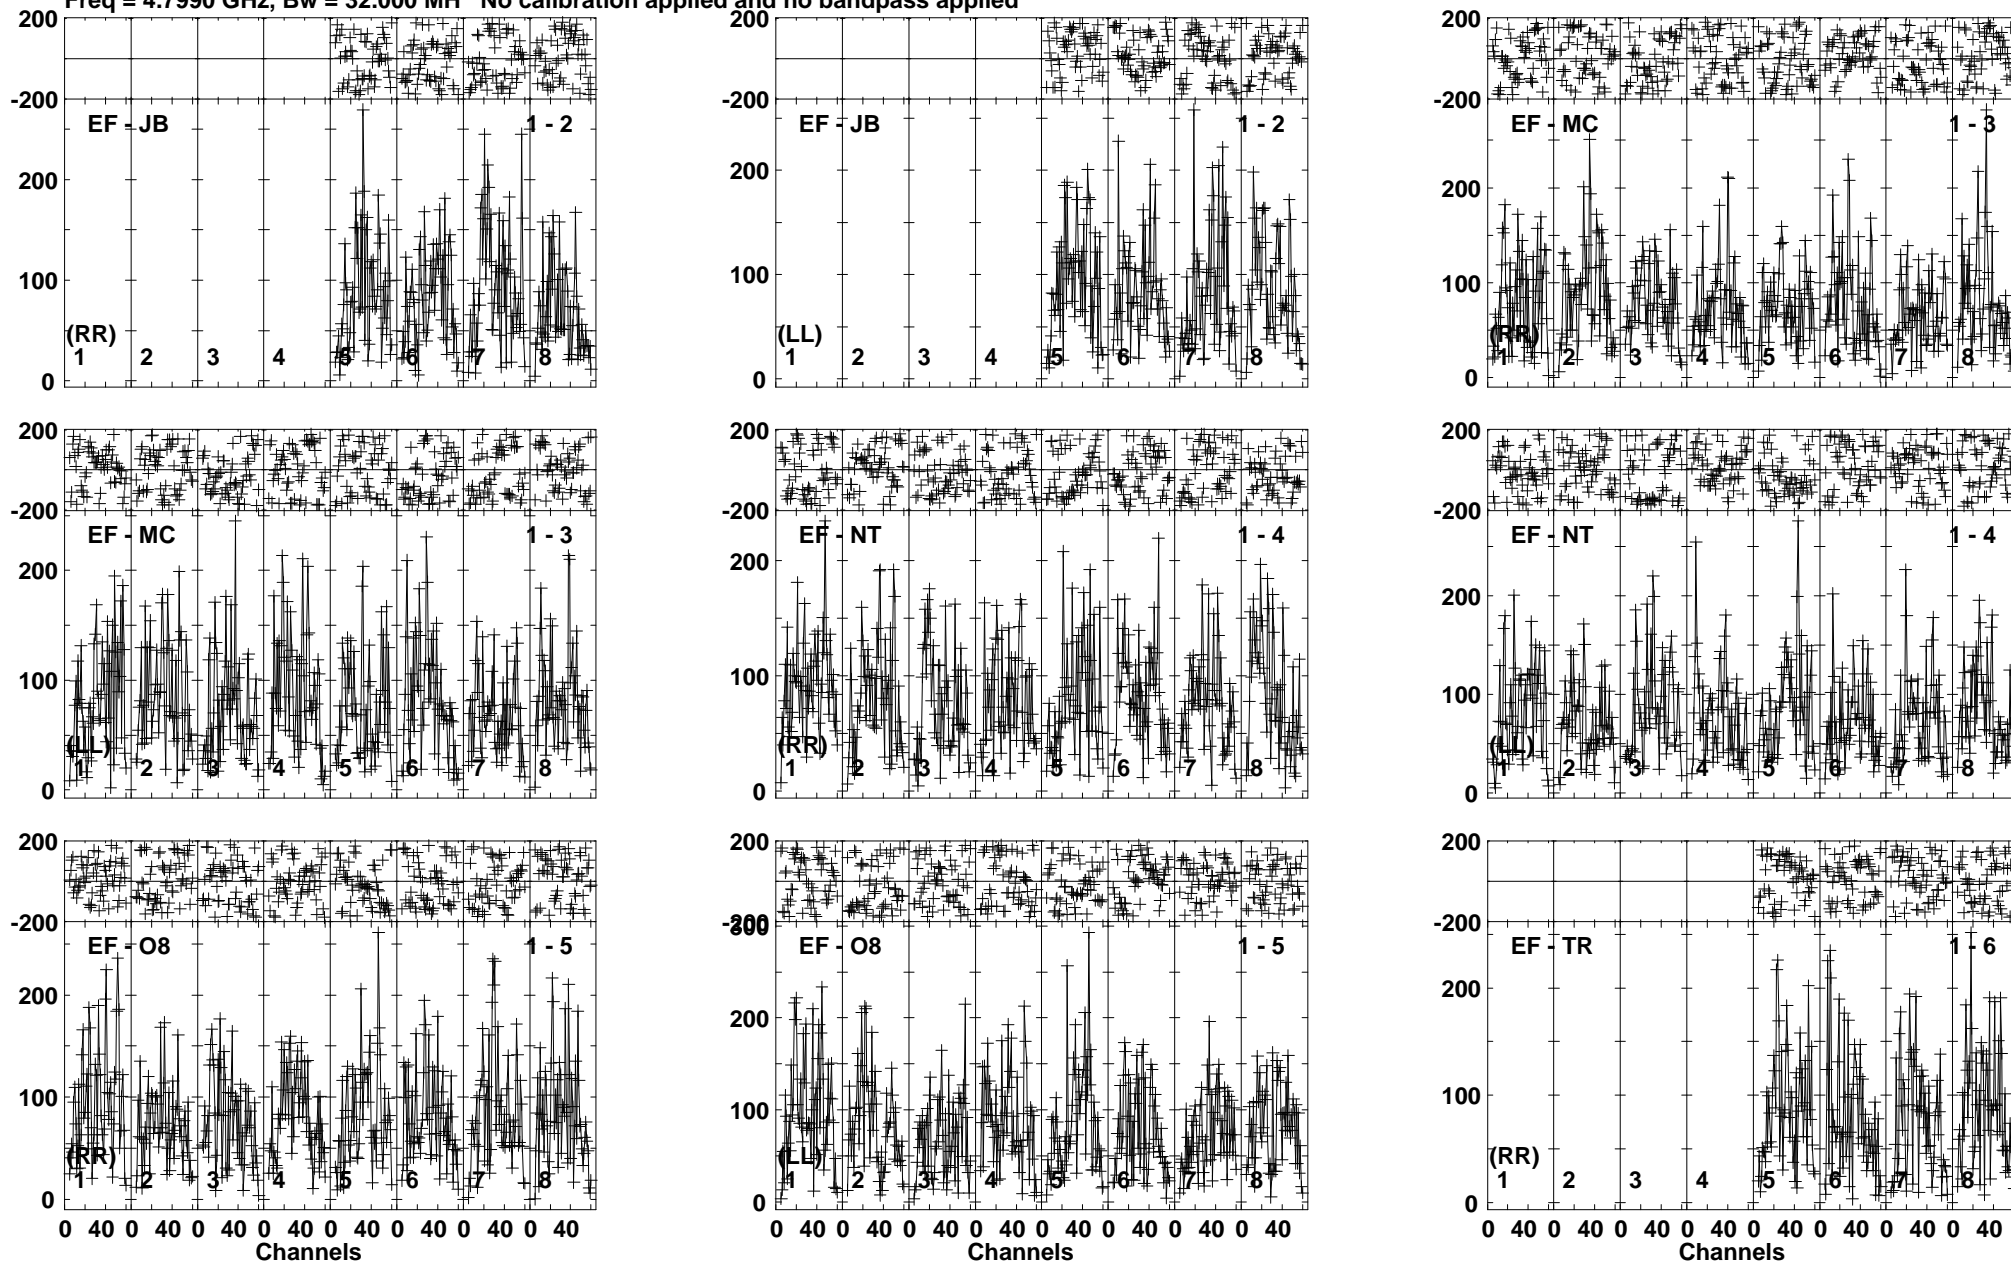 Freq = 4.7990 GHz, Bw = 32.000 MH No calibration applied and no bandpass applied
200 200 200
-200 -200 -200
EF - JB 1 - 2 EF - JB 1 - 2 EF - MC 1 - 3
200 200 200
100 100 100
(RR) (LL) (RR)
1 2 3 4 5 6 7 8 1 2 3 4 5 6 7 8 1 2 3 4 5 6 7 8
0 0 0
200 200 200
-200 -200 -200
EF - MC 1 - 3 EF - NT 1 - 4 EF - NT 1 - 4
200 200 200
100 100 100
(LL) (RR) (LL)
1 2 3 4 5 6 7 8 1 2 3 4 5 6 7 8 1 2 3 4 5 6 7 8
0 0 0
200 200 200
-200 -200 -200
300
EF - O8 1 - 5 EF - O8 1 - 5 EF - TR 1 - 6
200 200 200
100 100 100
(RR) (LL) (RR)
1 2 3 4 5 6 7 8 1 2 3 4 5 6 7 8 1 2 3 4 5 6 7 8
0 0 0
0 40 0 40 0 40 0 40 0 40 0 40 0 40 0 40 0 40 0 40 0 40 0 40 0 40 0 40 0 40 0 40 0 40 0 40 0 40 0 40 0 40 0 40 0 40 0 40
Channels Channels Channels